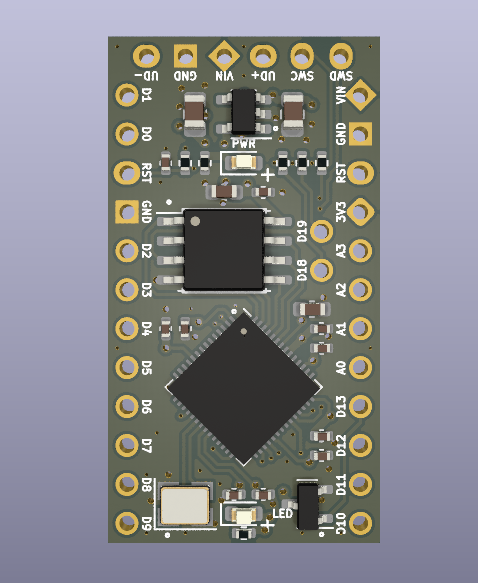 UD- GND VIN UD+ SWC SWD
D1
VIN
D0
GND
PWR
RST
+
RST
GND
3V3
D19
D2
A3
D18
D3
A2
D4
A1
D5
A0
D6
D13
D7
D12
D8
D11
LED
+
D9
D10